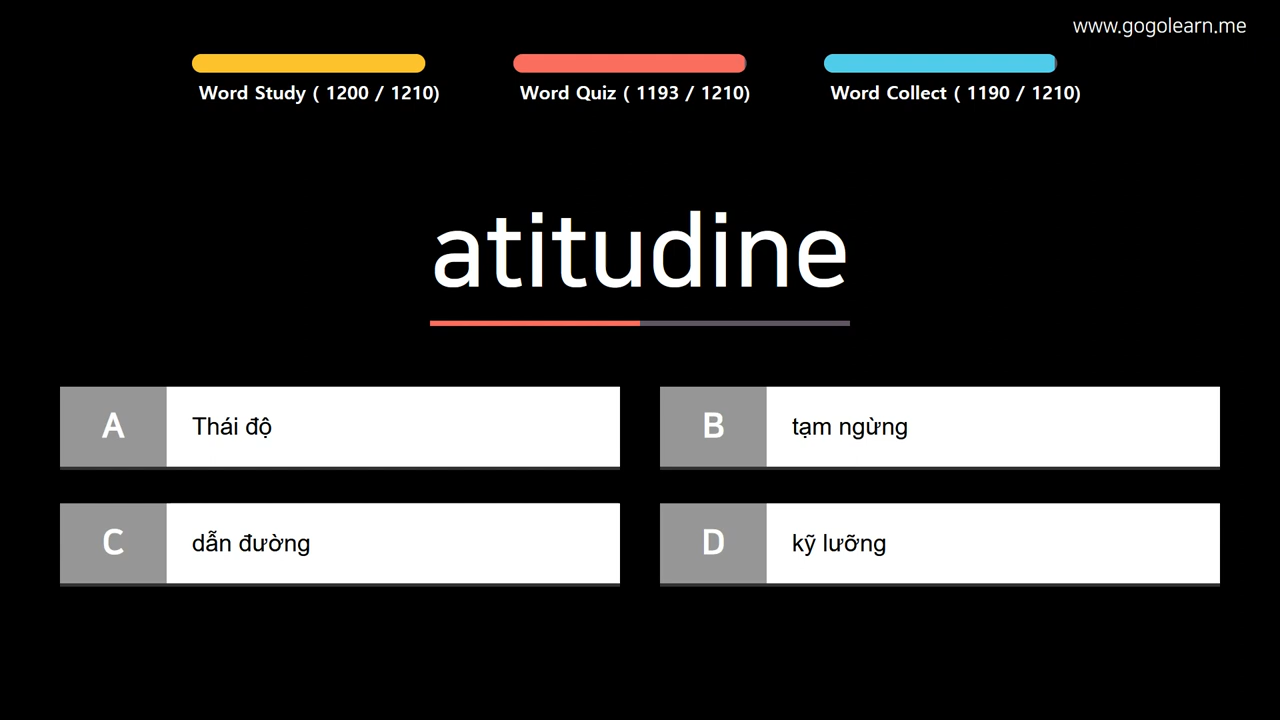 www.gogolearn.me
Word Study ( 1200 / 1210)
Word Quiz ( 1193 / 1210)
Word Collect ( 1190 / 1210)
atitudine
A Thái độ
B tạm ngừng
C dẫn đường
D kỹ lưỡng